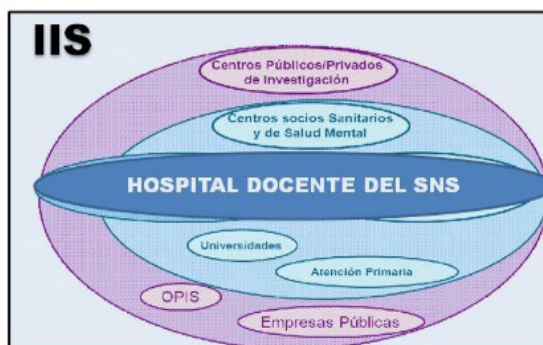 IIS
Centros Públicos/Privados
de Investigación
Centros socios Sanitarios
y de Salud Mental
HOSPITAL DOCENTE DEL SNS
Universidades
Atención Primaria
OPIS
Empresas Públicas